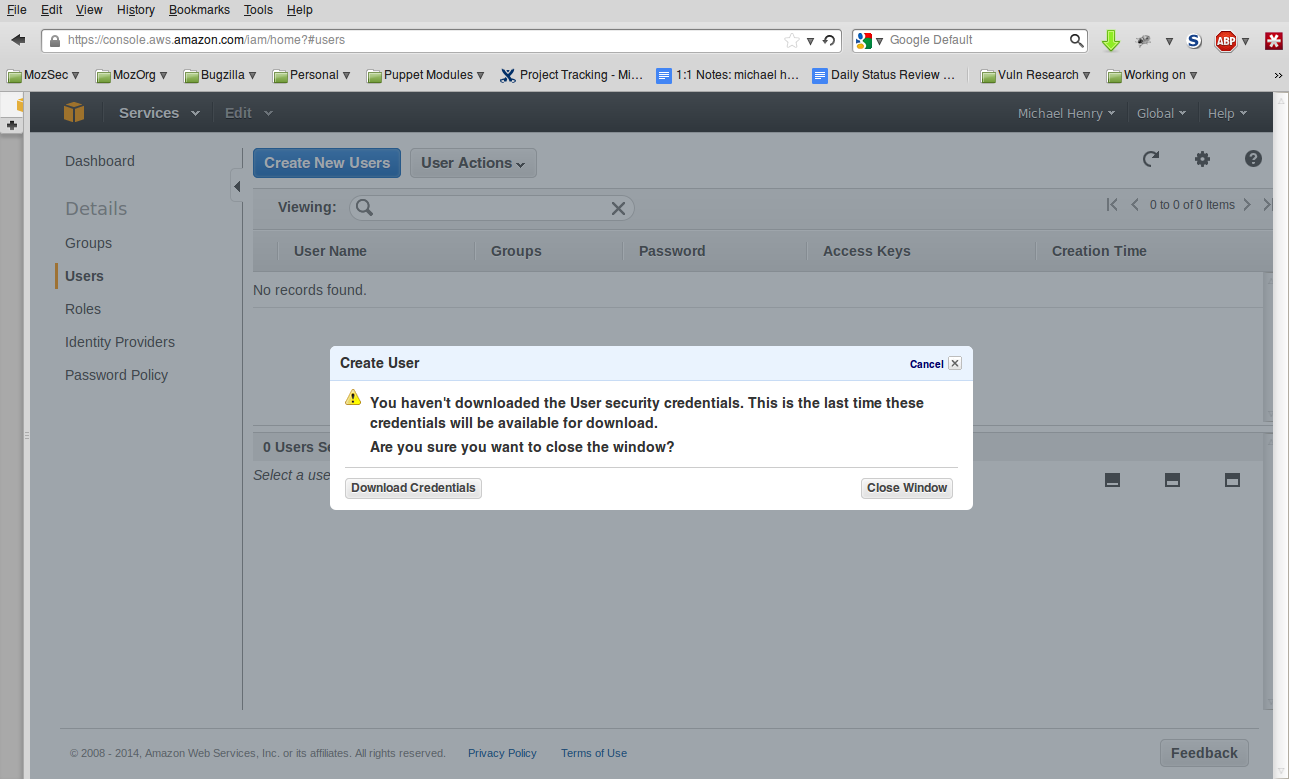 File Edit View History Bookmarks Tools Help
https://console.aws.amazon.com/iam/home?#users
Google Default
S
ABP
MozSec MozOrg Bugzilla Personal Puppet Modules Project Tracking - Mi... 1:1 Notes: michael h... Daily Status Review ... Vuln Research Working on »
Services Edit Michael Henry Global Help
Dashboard
Create New Users User Actions
Details
Viewing:
0 to 0 of 0 Items
Groups
User Name Groups Password Access Keys Creation Time
Users
No records found.
Roles
Identity Providers
Password Policy
Create User
Cancel
You haven't downloaded the User security credentials. This is the last time these
credentials will be available for download.
Are you sure you want to close the window?
0 Users Se
Select a use
Download Credentials Close Window
© 2008 - 2014, Amazon Web Services, Inc. or its affiliates. All rights reserved. Privacy Policy Terms of Use
Feedback